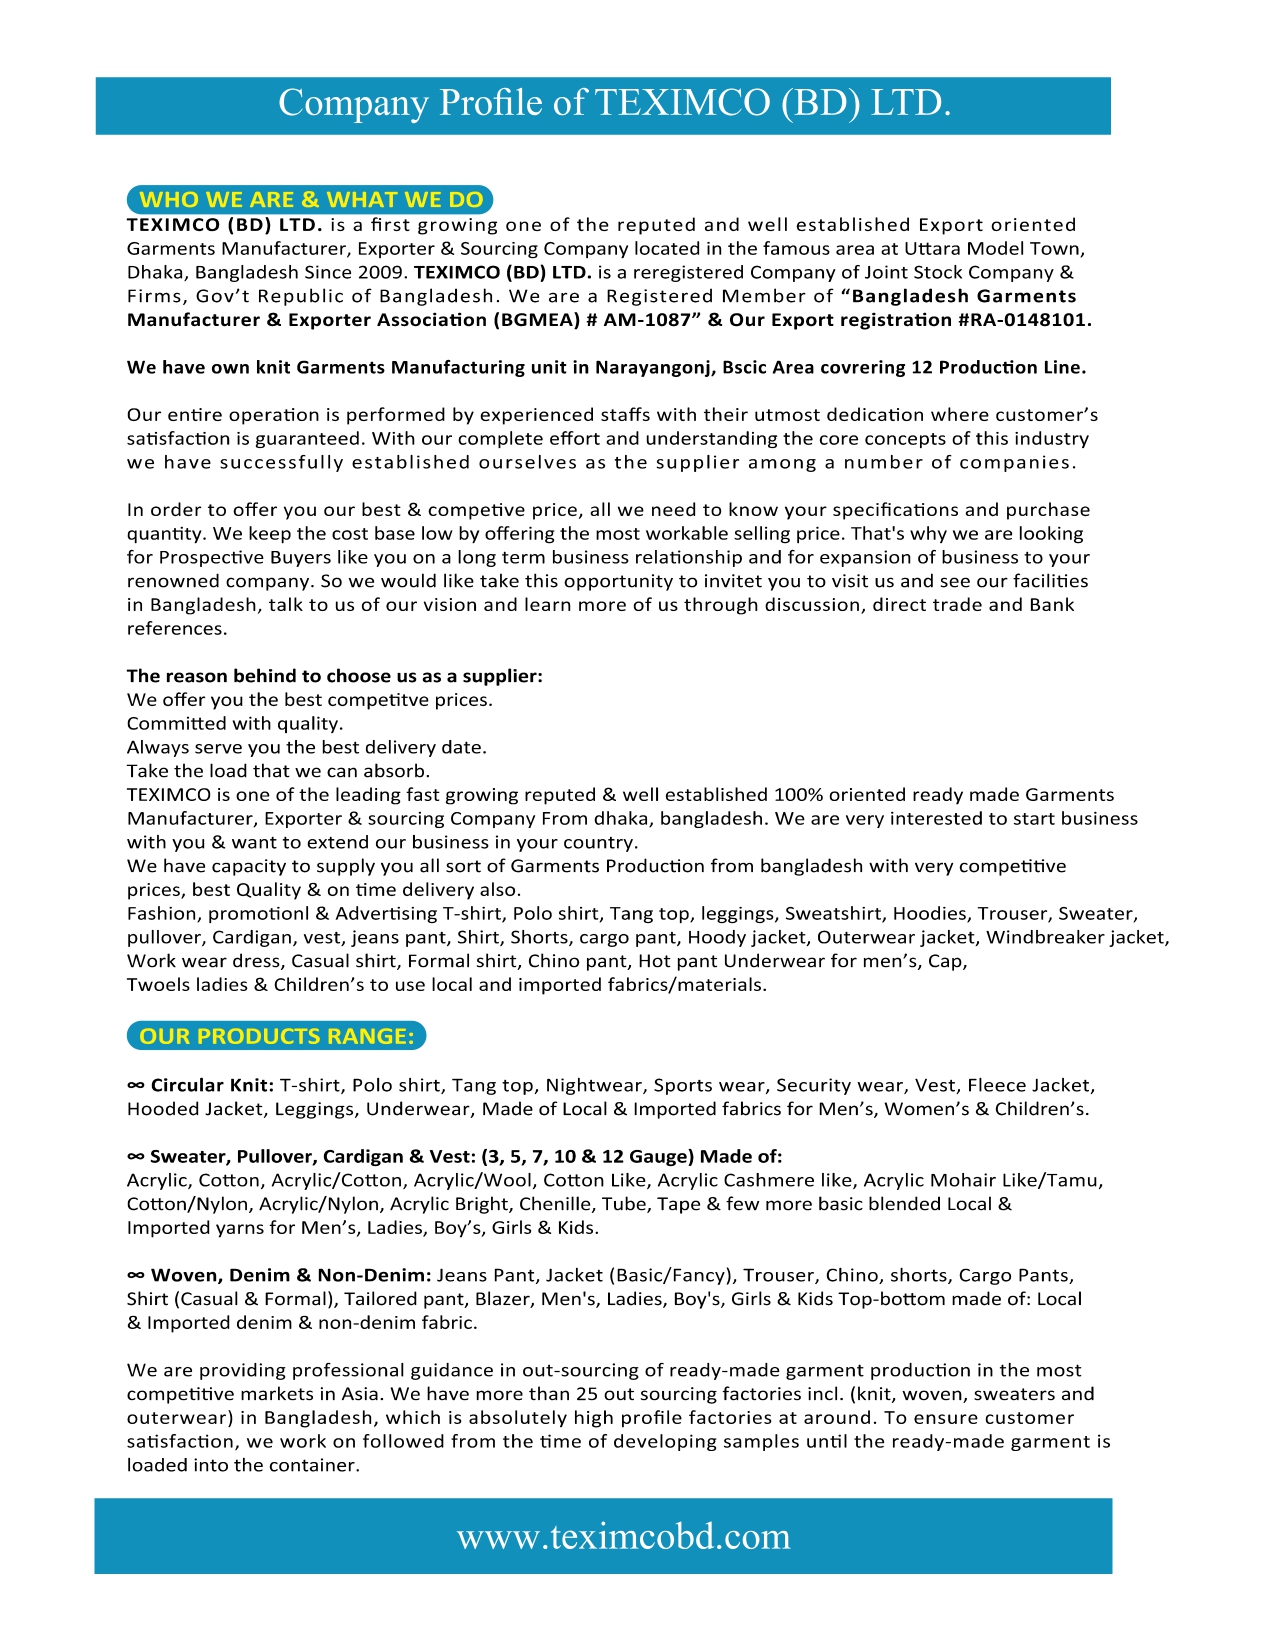 Company Profile of TEXIMCO (BD) LTD.
WHO WE ARE & WHAT WE DO
TEXIMCO (BD) LTD. is a first growing one of the reputed and well established Export oriented
Garments Manufacturer, Exporter & Sourcing Company located in the famous area at Uttara Model Town,
Dhaka, Bangladesh Since 2009. TEXIMCO (BD) LTD. is a reregistered Company of Joint Stock Company &
Firms, Gov’t Republic of Bangladesh. We are a Registered Member of “Bangladesh Garments
Manufacturer & Exporter Association (BGMEA) # AM-1087” & Our Export registration #RA-0148101.
We have own knit Garments Manufacturing unit in Narayangonj, Bscic Area covrering 12 Production Line.
Our entire operation is performed by experienced staffs with their utmost dedication where customer’s
satisfaction is guaranteed. With our complete effort and understanding the core concepts of this industry
we have successfully established ourselves as the supplier among a number of companies.
In order to offer you our best & competive price, all we need to know your specifications and purchase
quantity. We keep the cost base low by offering the most workable selling price. That's why we are looking
for Prospective Buyers like you on a long term business relationship and for expansion of business to your
renowned company. So we would like take this opportunity to invitet you to visit us and see our facilities
in Bangladesh, talk to us of our vision and learn more of us through discussion, direct trade and Bank
references.
The reason behind to choose us as a supplier:
We offer you the best competitve prices.
Committed with quality.
Always serve you the best delivery date.
Take the load that we can absorb.
TEXIMCO is one of the leading fast growing reputed & well established 100% oriented ready made Garments
Manufacturer, Exporter & sourcing Company From dhaka, bangladesh. We are very interested to start business
with you & want to extend our business in your country.
We have capacity to supply you all sort of Garments Production from bangladesh with very competitive
prices, best Quality & on time delivery also.
Fashion, promotionl & Advertising T-shirt, Polo shirt, Tang top, leggings, Sweatshirt, Hoodies, Trouser, Sweater,
pullover, Cardigan, vest, jeans pant, Shirt, Shorts, cargo pant, Hoody jacket, Outerwear jacket, Windbreaker jacket,
Work wear dress, Casual shirt, Formal shirt, Chino pant, Hot pant Underwear for men’s, Cap,
Twoels ladies & Children’s to use local and imported fabrics/materials.
OUR PRODUCTS RANGE:
∞ Circular Knit: T-shirt, Polo shirt, Tang top, Nightwear, Sports wear, Security wear, Vest, Fleece Jacket,
Hooded Jacket, Leggings, Underwear, Made of Local & Imported fabrics for Men’s, Women’s & Children’s.
∞ Sweater, Pullover, Cardigan & Vest: (3, 5, 7, 10 & 12 Gauge) Made of:
Acrylic, Cotton, Acrylic/Cotton, Acrylic/Wool, Cotton Like, Acrylic Cashmere like, Acrylic Mohair Like/Tamu,
Cotton/Nylon, Acrylic/Nylon, Acrylic Bright, Chenille, Tube, Tape & few more basic blended Local &
Imported yarns for Men’s, Ladies, Boy’s, Girls & Kids.
∞ Woven, Denim & Non-Denim: Jeans Pant, Jacket (Basic/Fancy), Trouser, Chino, shorts, Cargo Pants,
Shirt (Casual & Formal), Tailored pant, Blazer, Men's, Ladies, Boy's, Girls & Kids Top-bottom made of: Local
& Imported denim & non-denim fabric.
We are providing professional guidance in out-sourcing of ready-made garment production in the most
competitive markets in Asia. We have more than 25 out sourcing factories incl. (knit, woven, sweaters and
outerwear) in Bangladesh, which is absolutely high profile factories at around. To ensure customer
satisfaction, we work on followed from the time of developing samples until the ready-made garment is
loaded into the container.
www.teximcobd.com